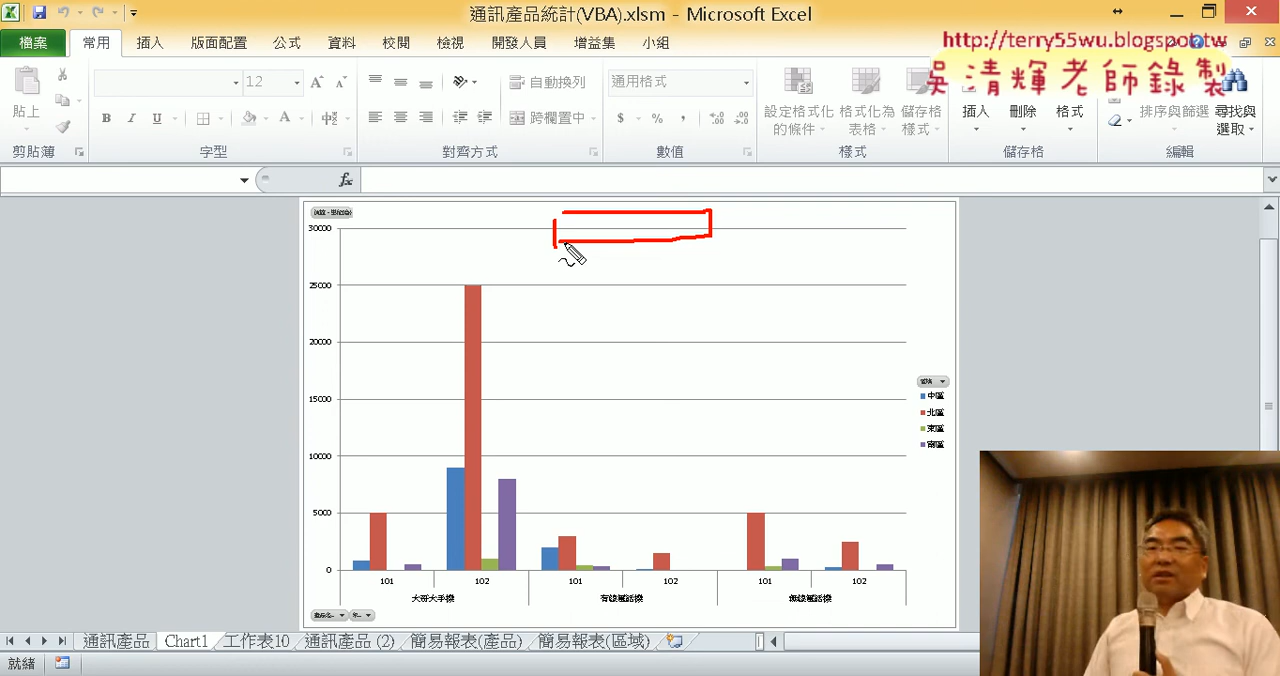 通訊產品統計(VBA).xlsm - Microsoft Excel
檔案 常用 插入 版面配置 公式 資料 校閱 檢視 開發人員 增益集 小組
http://terry55wu.blogspot.tw
吳清輝老師錄製
12 自動換列 通用格式
貼上 跨欄置中 設定格式化的條件 格式化為表格 儲存格樣式 插入 刪除 格式 排序與篩選 尋找與選取
剪貼簿 字型 對齊方式 數值 樣式 儲存格 編輯
30000
25000
20000
15000
10000
5000
0
中區
北區
東區
南區
101 102 101 102 101 102
大哥大手機 有線電話機 無線電話機
通訊產品 Chart1 工作表10 通訊產品 (2) 簡易報表(產品) 簡易報表(區域)
就緒